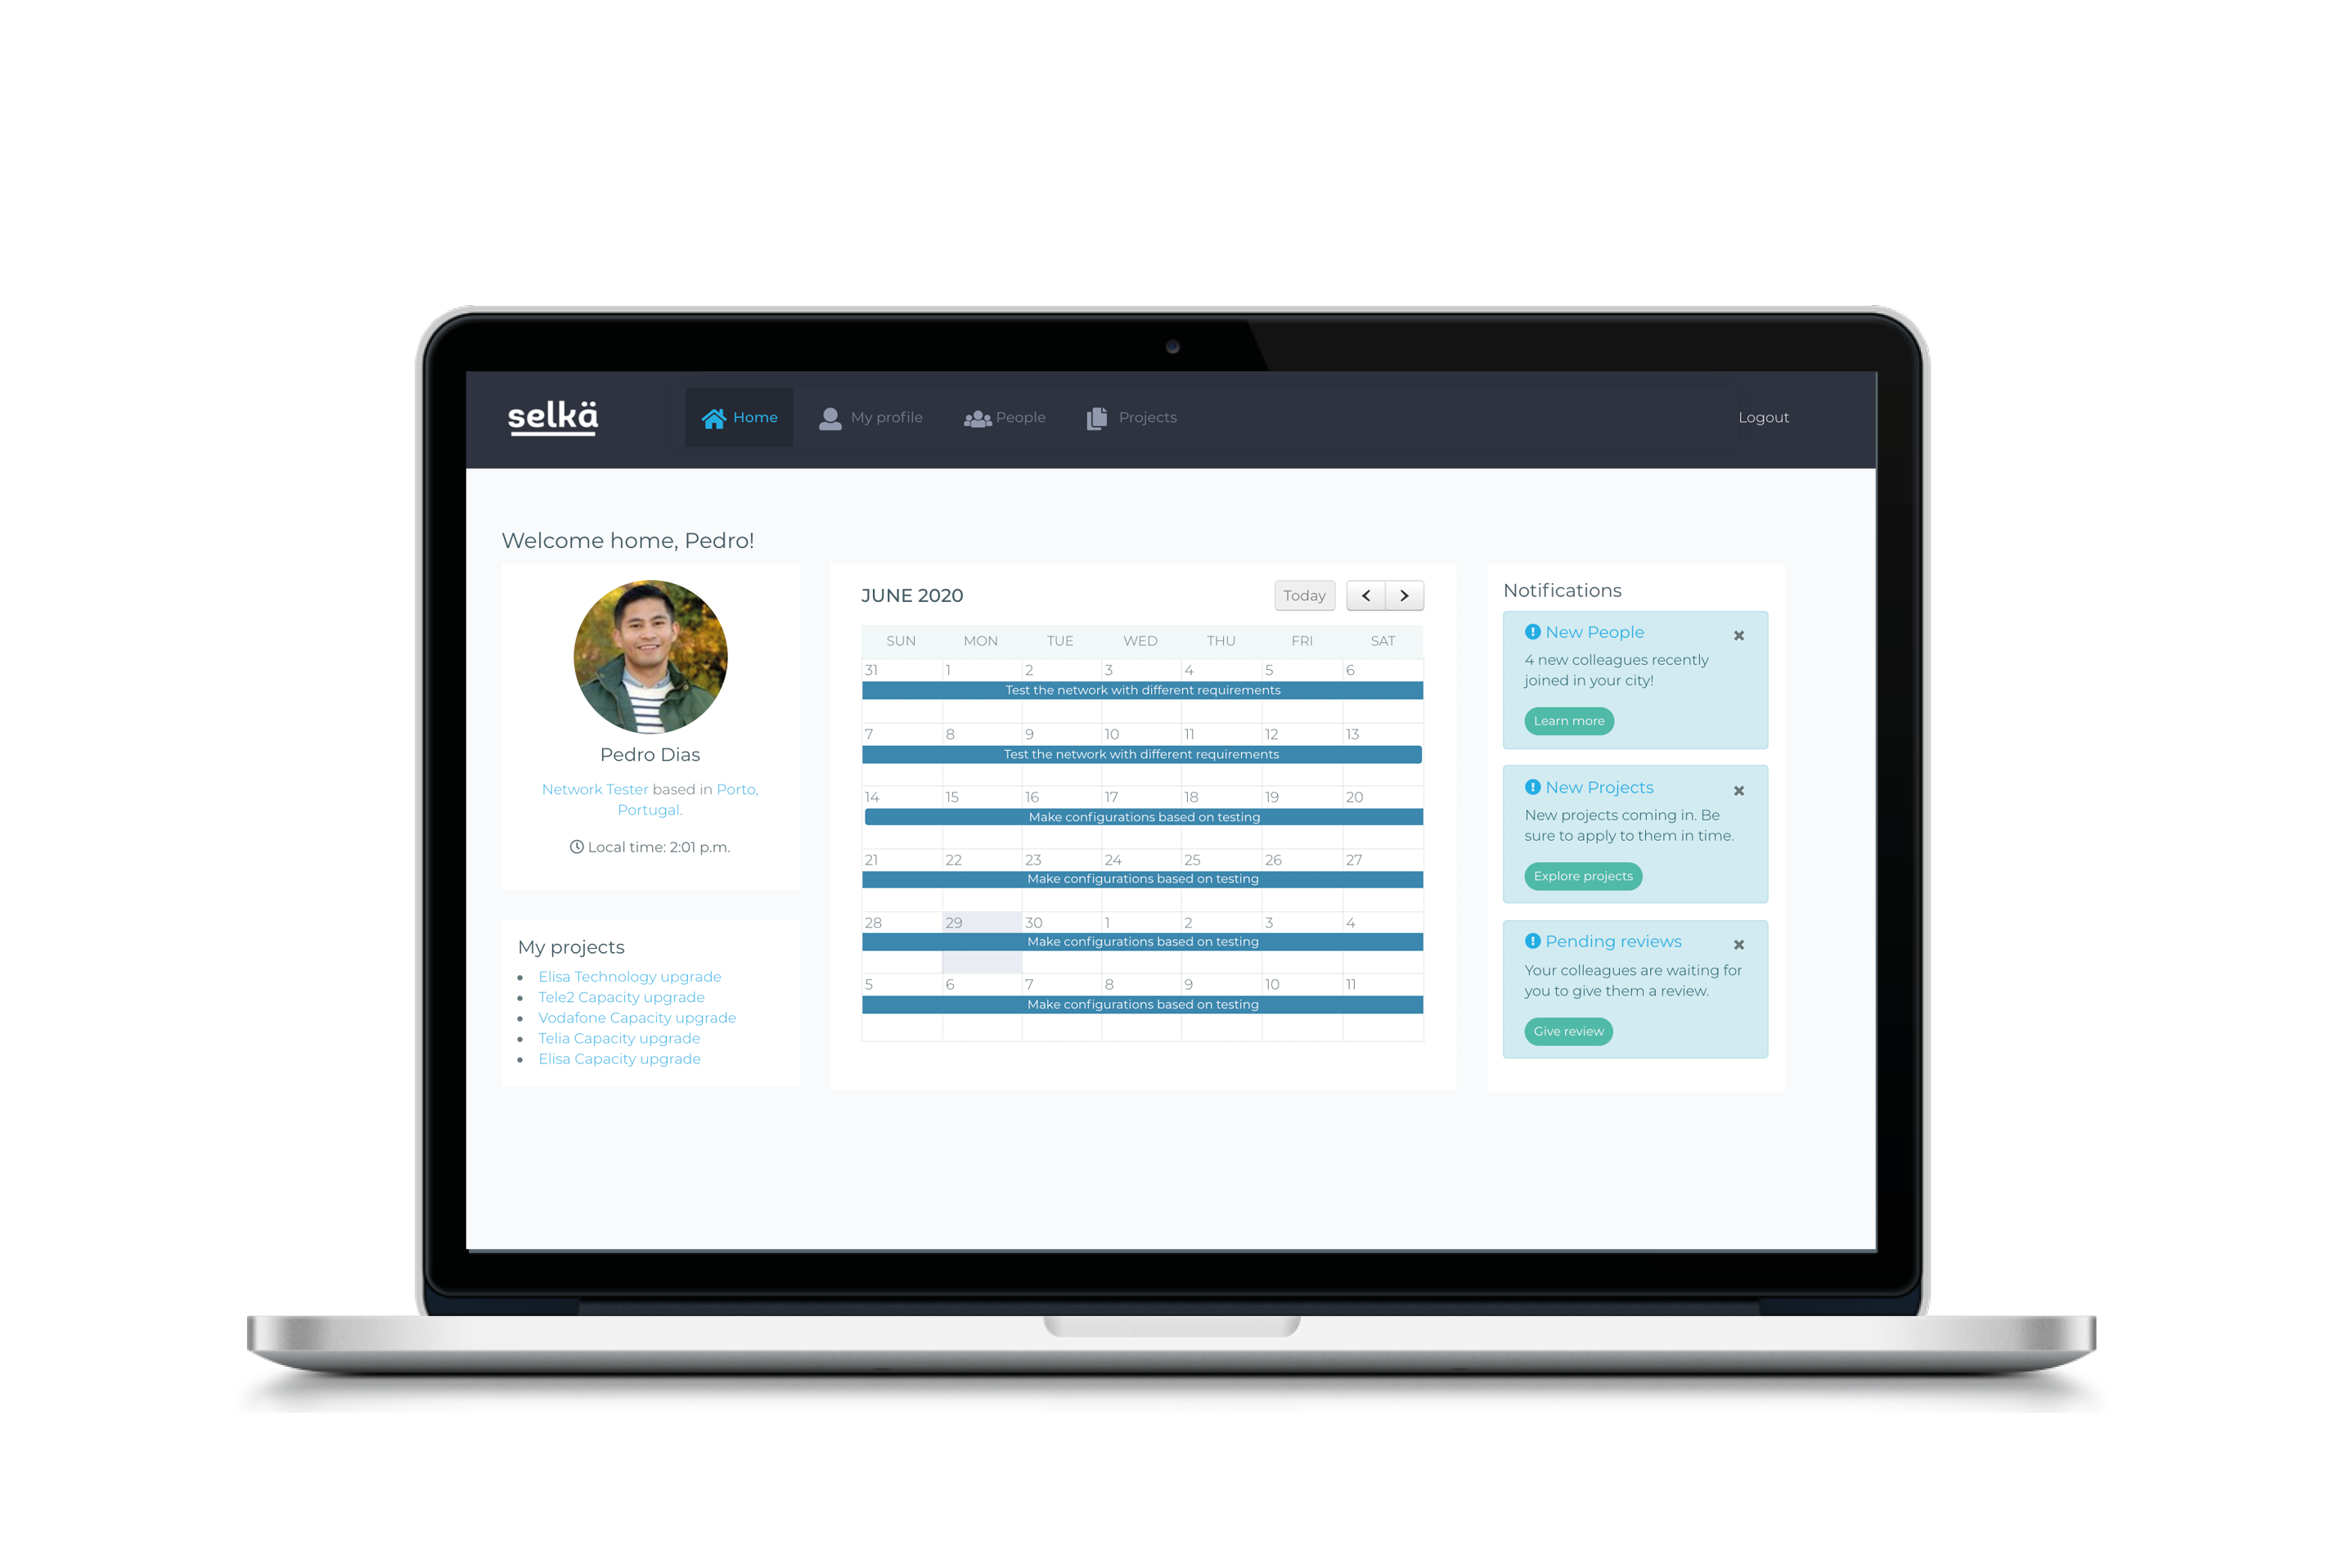 selkä
Home
My profile
People
Projects
Logout
Welcome home, Pedro!
Pedro Dias
Network Tester based in Porto,
Portugal.
Local time: 2:01 p.m.
My projects
Elisa Technology upgrade
Tele2 Capacity upgrade
Vodafone Capacity upgrade
Telia Capacity upgrade
Elisa Capacity upgrade
JUNE 2020
Today
SUN MON TUE WED THU FRI SAT
31 1 2 3 4 5 6
Test the network with different requirements
7 8 9 10 11 12 13
Test the network with different requirements
14 15 16 17 18 19 20
Make configurations based on testing
21 22 23 24 25 26 27
Make configurations based on testing
28 29 30 1 2 3 4
Make configurations based on testing
5 6 7 8 9 10 11
Make configurations based on testing
Notifications
New People
4 new colleagues recently
joined in your city!
Learn more
New Projects
New projects coming in. Be
sure to apply to them in time.
Explore projects
Pending reviews
Your colleagues are waiting for
you to give them a review.
Give review